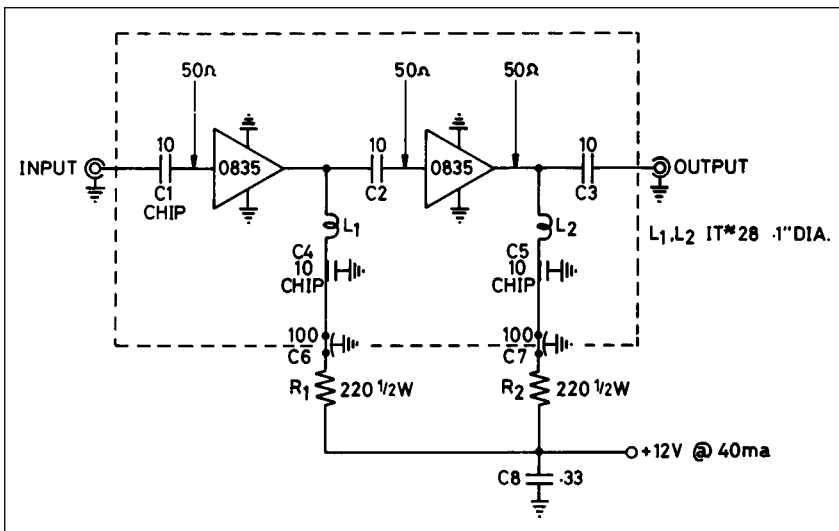 50Ω 50Ω 50Ω
10 10 10
INPUT 0835 0835 OUTPUT
C1 C2 C3
CHIP
L1 L2 L1,L2 IT#28 .1"DIA.
C4 C5
10 10
CHIP CHIP
100 100
C6 C7
R1 220 1/2W R2 220 1/2W
+12V @ 40ma
C8 .33